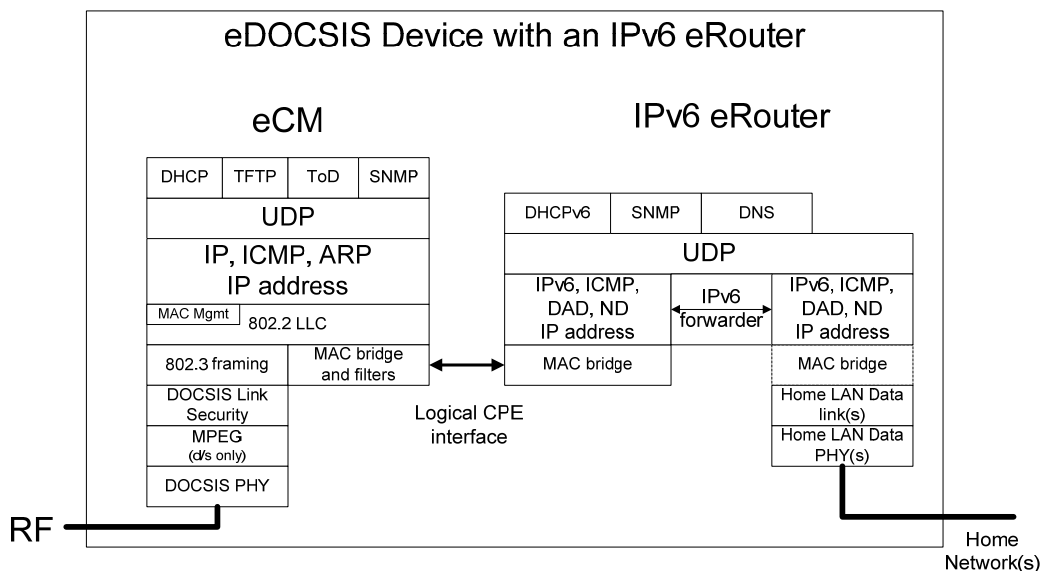 eDOCSIS Device with an IPv6 eRouter
eCM
DHCP
TFTP
ToD
SNMP
UDP
IP, ICMP, ARP
IP address
MAC Mgmt
802.2 LLC
802.3 framing
MAC bridge
and filters
DOCSIS Link
Security
MPEG
(d/s only)
DOCSIS PHY
RF
Logical CPE
interface
IPv6 eRouter
DHCPv6
SNMP
DNS
UDP
IPv6, ICMP,
DAD, ND
IP address
IPv6
forwarder
IPv6, ICMP,
DAD, ND
IP address
MAC bridge
MAC bridge
Home LAN Data
link(s)
Home LAN Data
PHY(s)
Home
Network(s)